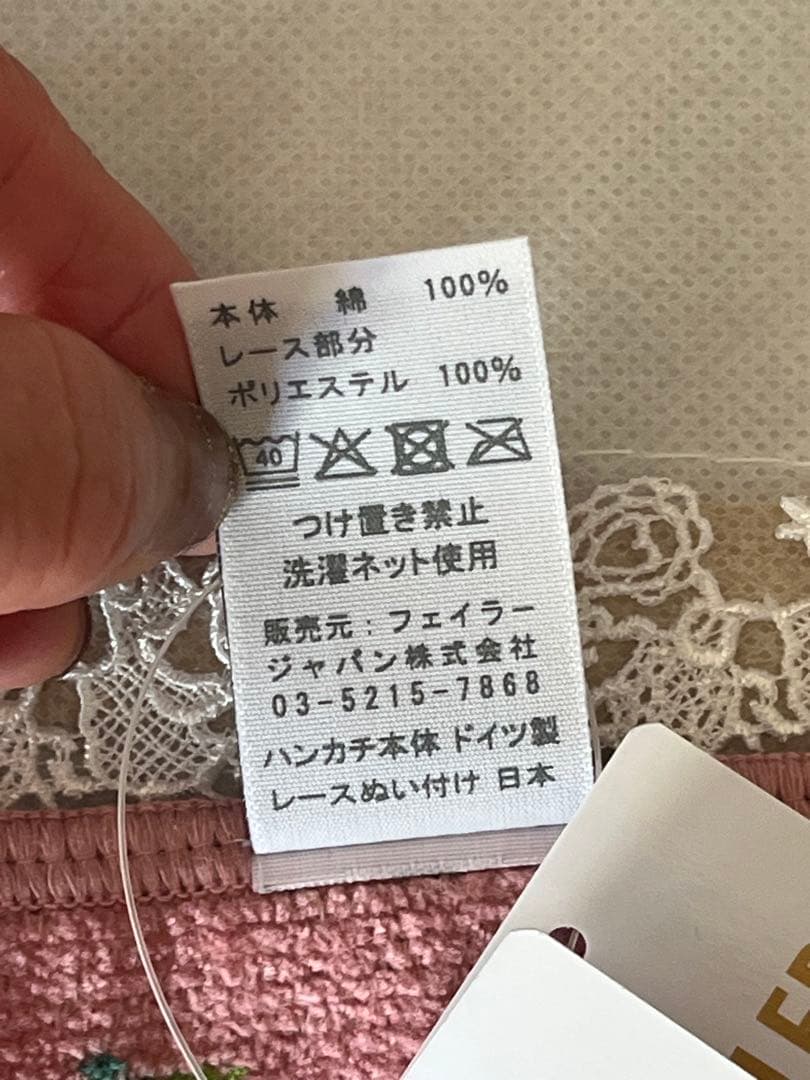 本体 綿 100%
レース部分
ポリエステル 100%
40
つけ置き禁止
洗濯ネット使用
販売元：フェイラー
ジャパン株式会社
03-5215-7868
ハンカチ本体 ドイツ製
レースぬい付け 日本